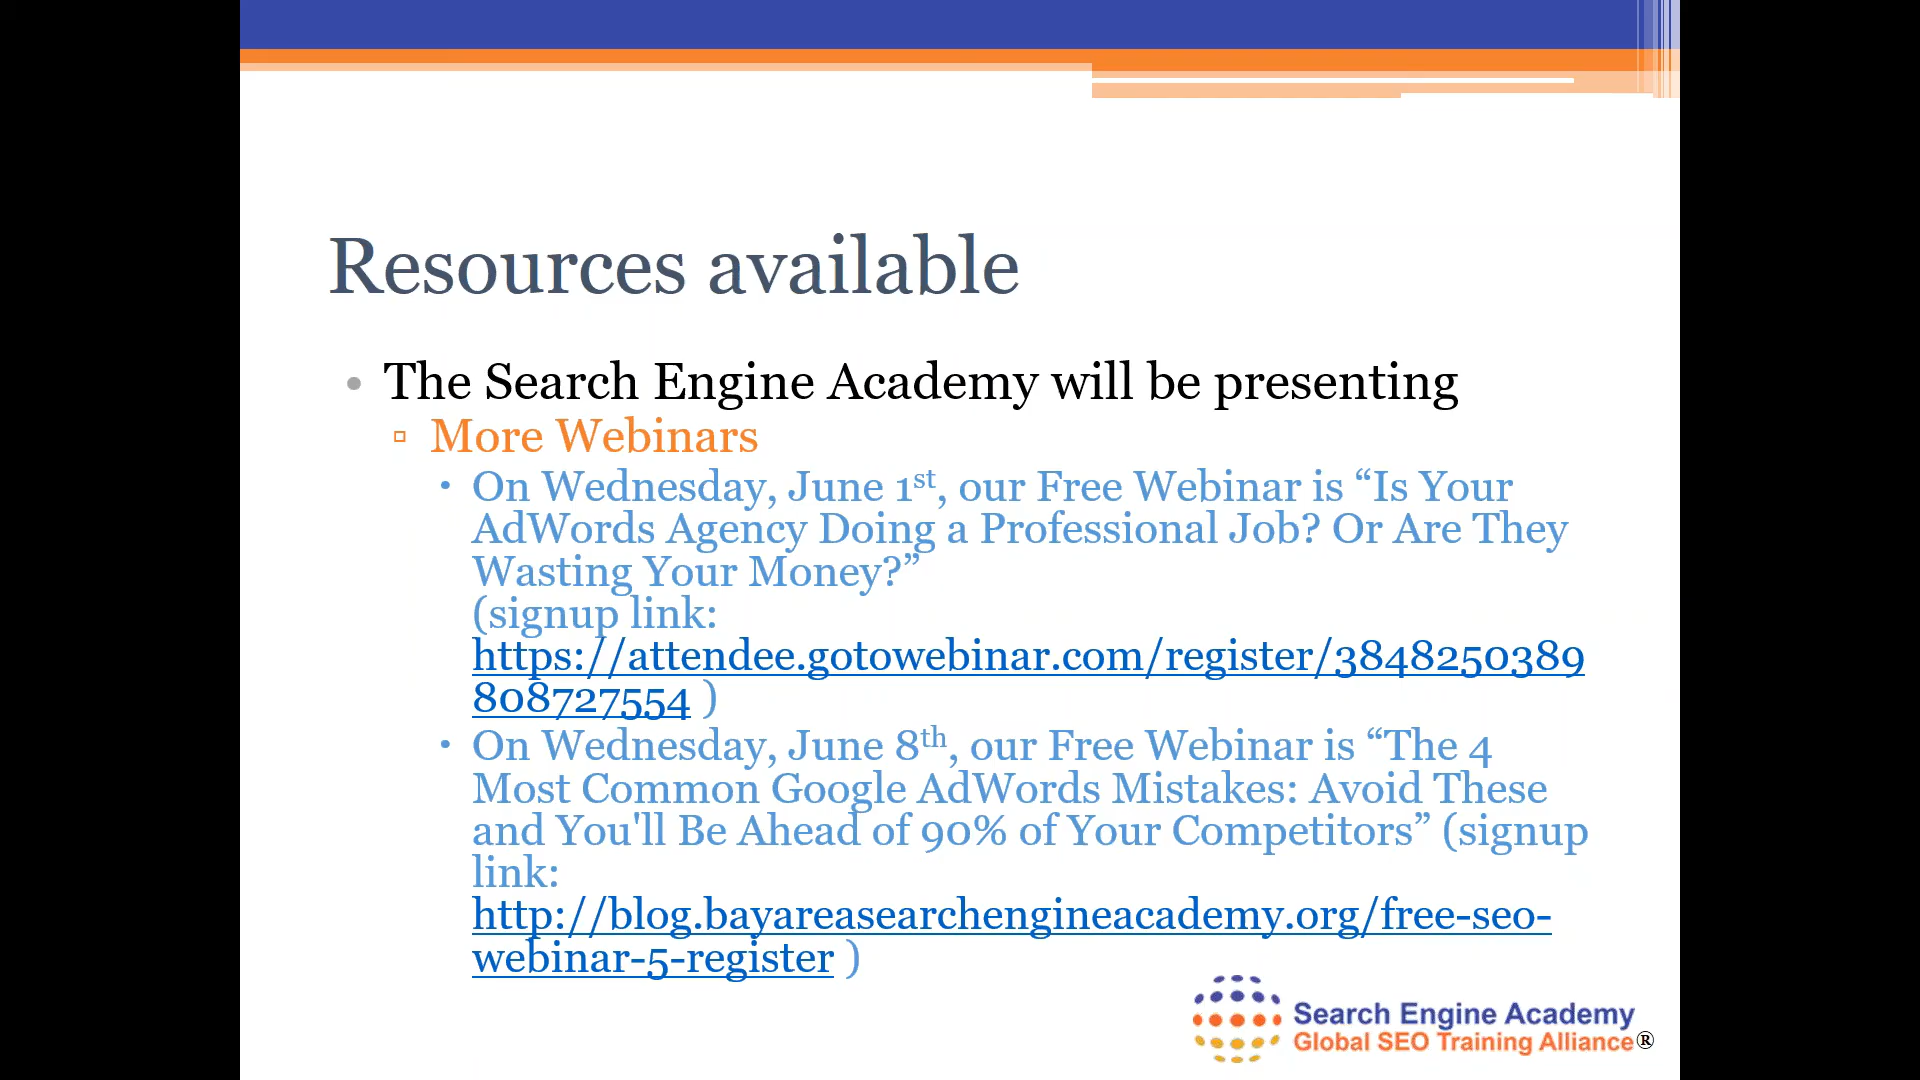 Resources available
• The Search Engine Academy will be presenting
▫ More Webinars
• On Wednesday, June 1st, our Free Webinar is “Is Your
AdWords Agency Doing a Professional Job? Or Are They
Wasting Your Money?”
(signup link:
https://attendee.gotowebinar.com/register/3848250389
808727554 )
• On Wednesday, June 8th, our Free Webinar is “The 4
Most Common Google AdWords Mistakes: Avoid These
and You'll Be Ahead of 90% of Your Competitors” (signup
link:
http://blog.bayareasearchengineacademy.org/free-seo-
webinar-5-register )
Search Engine Academy
Global SEO Training Alliance®